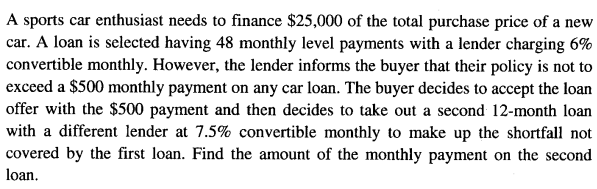 A sports car enthusiast needs to finance $25,000 of the total purchase price of a new
car. A loan is selected having 48 monthly level payments with a lender charging 6%
convertible monthly. However, the lender informs the buyer that their policy is not to
exceed a $500 monthly payment on any car loan. The buyer decides to accept the loan
offer with the $500 payment and then decides to take out a second 12-month loan
with a different lender at 7.5% convertible monthly to make up the shortfall not
covered by the first loan. Find the amount of the monthly payment on the second
loan.